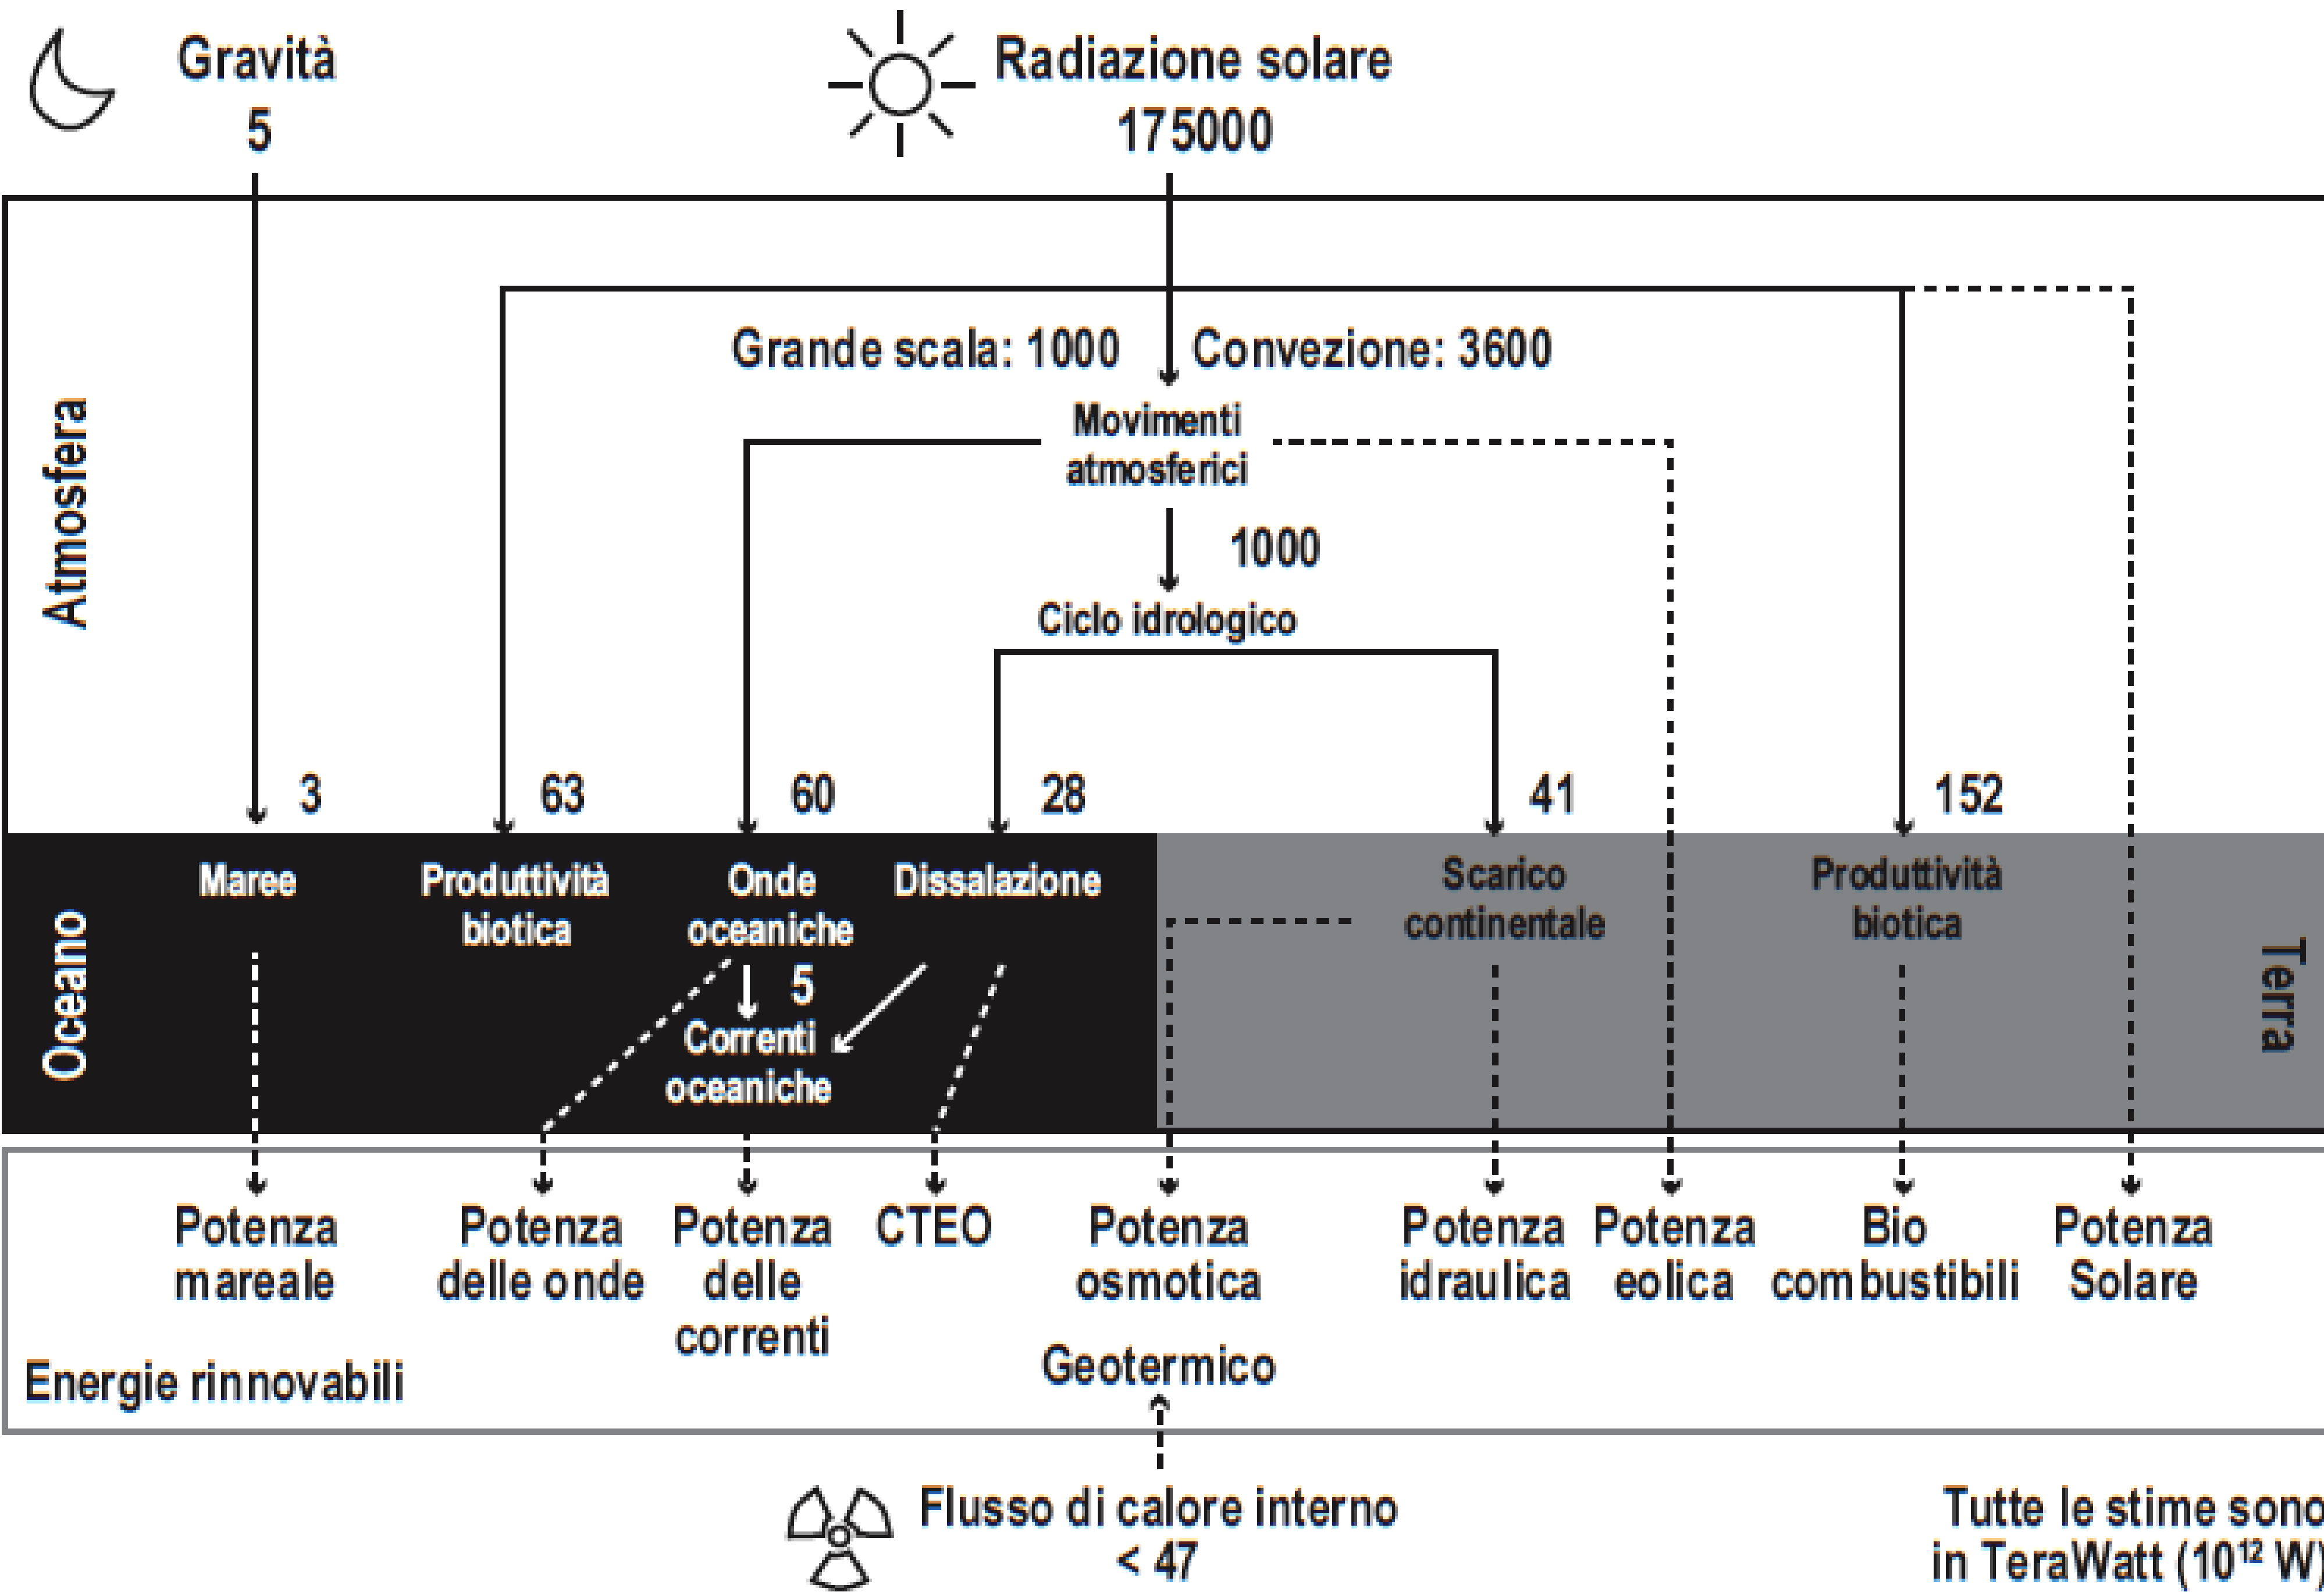 Gravità
5
Radiazione solare
175000
Atmosfera
Grande scala: 1000
Convezione: 3600
Movimenti
atmosferici
1000
Ciclo idrologico
3
63
60
28
41
152
Oceano
Maree
Produttività
biotica
Onde
oceaniche
5
Correnti
oceaniche
Dissalazione
Scarico
continentale
Produttività
biotica
Terra
Potenza
mareale
Potenza
delle onde
Potenza
delle
correnti
CTEO
Potenza
osmotica
Potenza
idraulica
Potenza
eolica
Bio
combustibili
Potenza
Solare
Geotermico
Energie rinnovabili
Flusso di calore interno
< 47
Tutte le stime sono
in TeraWatt (10¹² W)